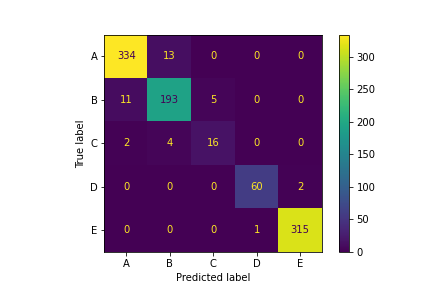 A 334 13 0 0 0
B 11 193 5 0 0
C 2 4 16 0 0
D 0 0 0 60 2
E 0 0 0 1 315
A B C D E
Predicted label
True label
300
250
200
150
100
50
0